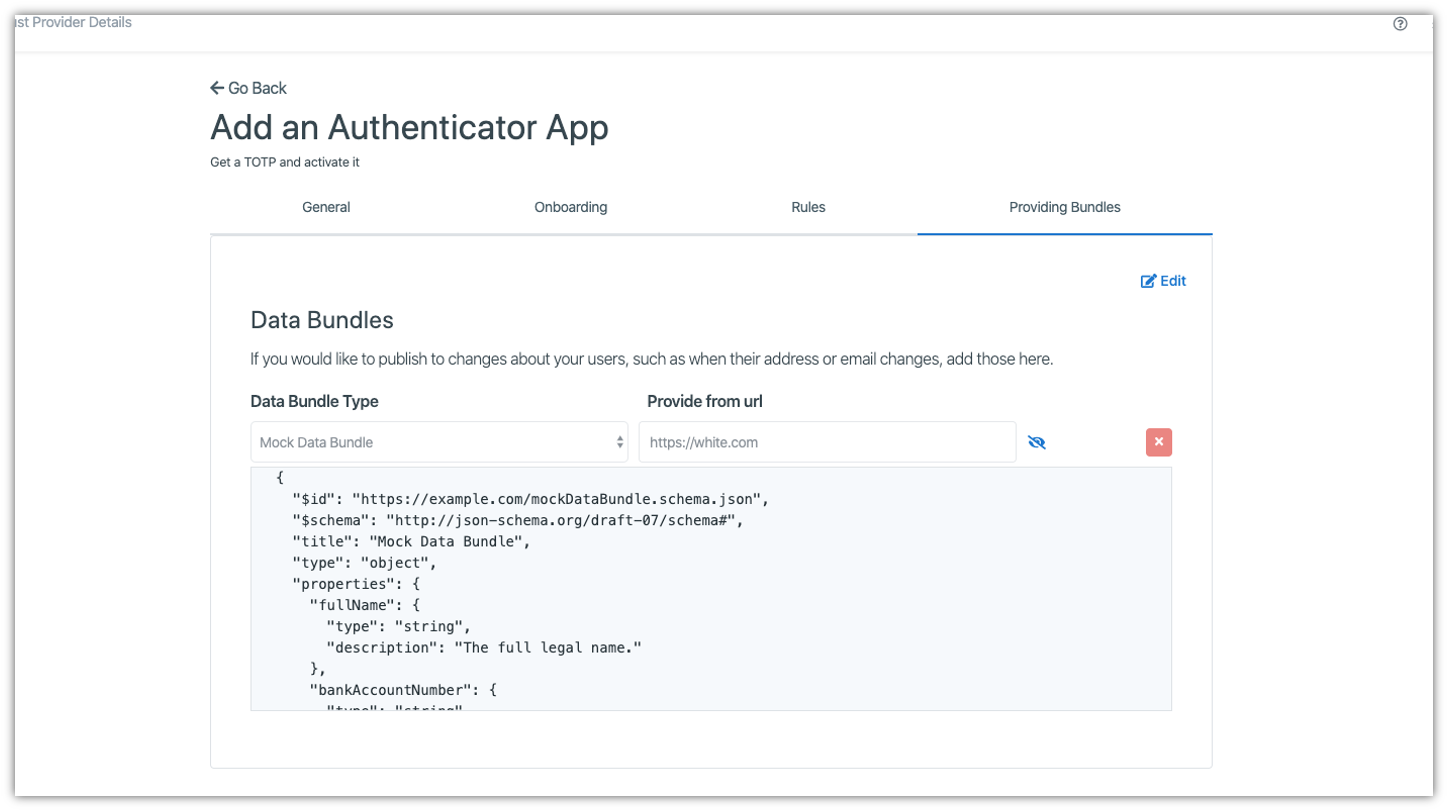 Provider Details
Go Back
Add an Authenticator App
Get a TOTP and activate it
General Onboarding Rules Providing Bundles
Edit
Data Bundles
If you would like to publish to changes about your users, such as when their address or email changes, add those here.
Data Bundle Type Provide from url
Mock Data Bundle https://white.com
{
"$id": "https://example.com/mockDataBundle.schema.json",
"$schema": "http://json-schema.org/draft-07/schema#",
"title": "Mock Data Bundle",
"type": "object",
"properties": {
"fullName": {
"type": "string",
"description": "The full legal name."
},
"bankAccountNumber": {
"type": "string"